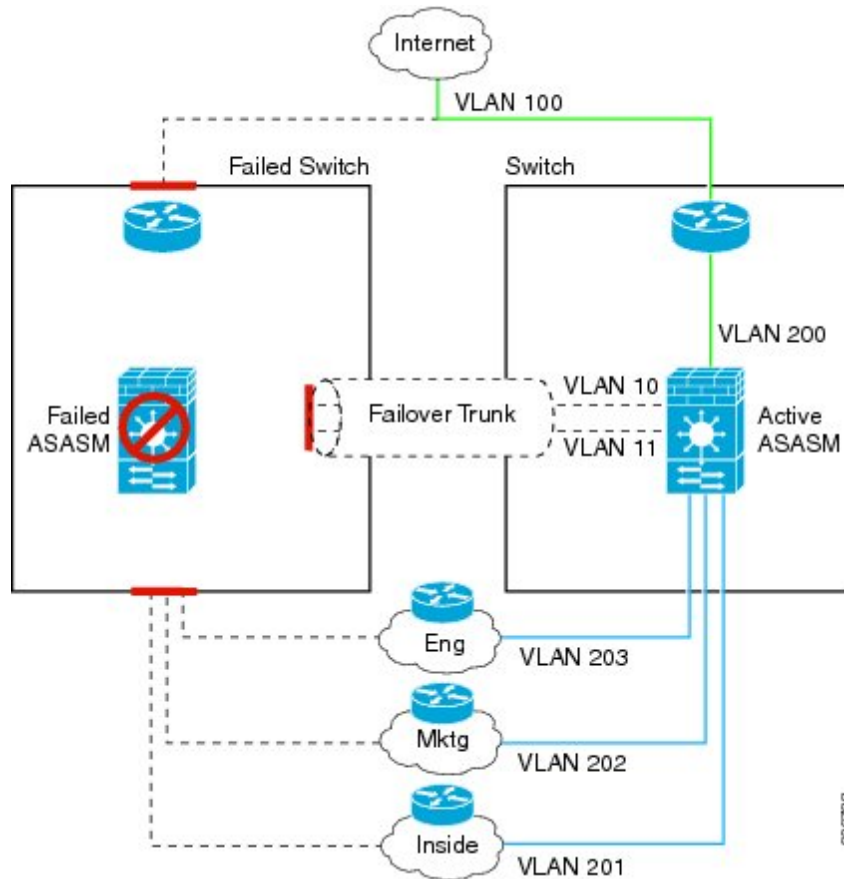 Internet
VLAN 100
Failed Switch
Switch
VLAN 200
Failed
ASASM
Failover Trunk
VLAN 10
VLAN 11
Active
ASASM
Eng
VLAN 203
Mktg
VLAN 202
Inside
VLAN 201